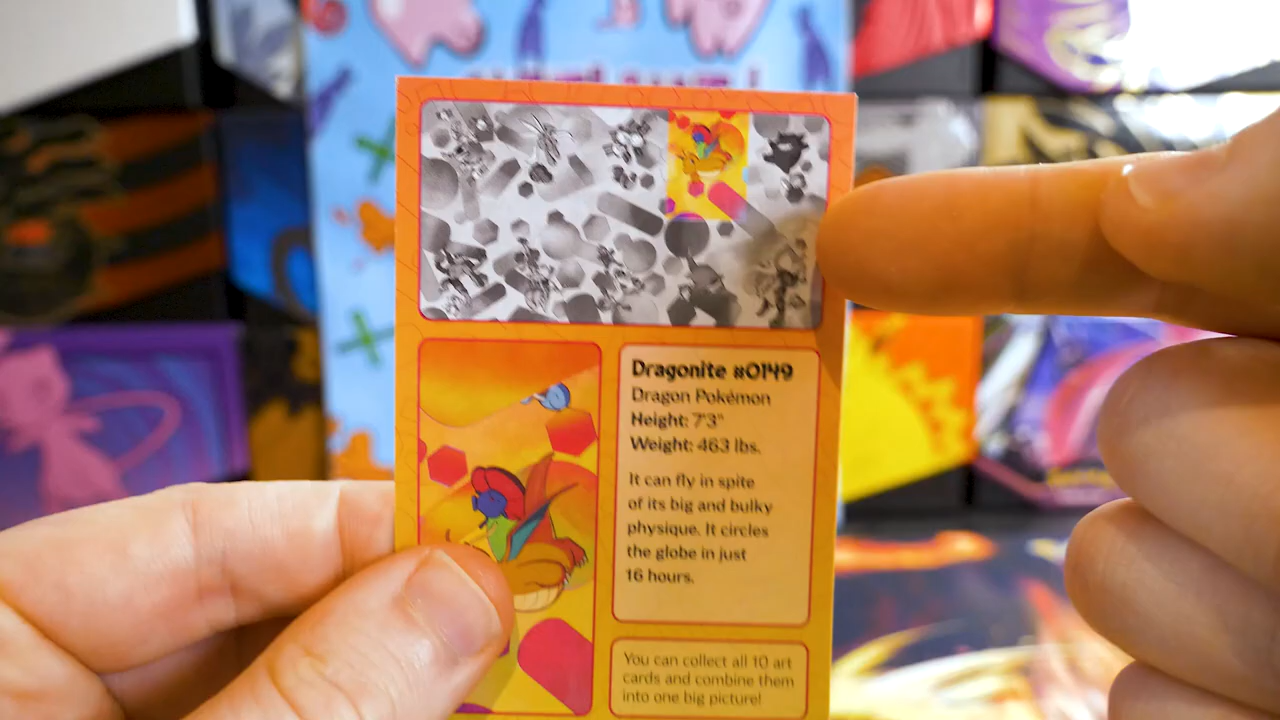 Dragonite #0149
Dragon Pokémon
Height: 7'3"
Weight: 463 lbs.
It can fly in spite
of its big and bulky
physique. It circles
the globe in just
16 hours.
You can collect all 10 art
cards and combine them
into one big picture!